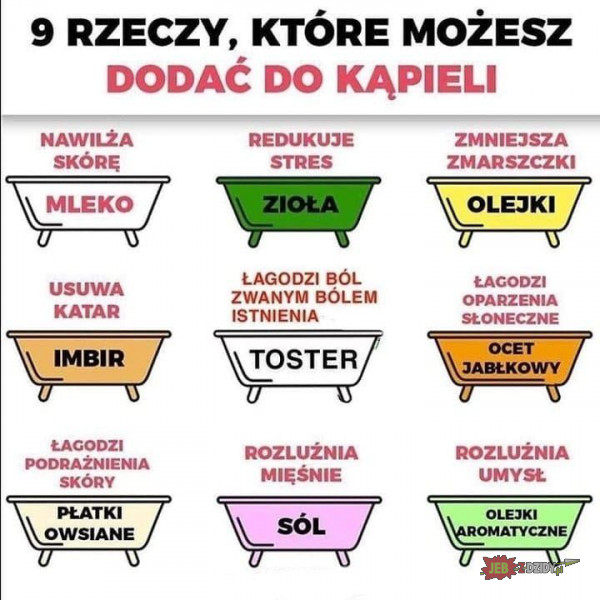 9 RZECZY, KTÓRE MOŻESZ
DODAĆ DO KĄPIELI
NAWILŻA
SKÓRĘ
MLEKO
REDUKUJE
STRES
ZIOŁA
ZMNIEJSZA
ZMARSZCZKI
OLEJKI
USUWA
KATAR
IMBIR
ŁAGODZI BÓL
ZWANYM BÓLEM
ISTNIENIA
TOSTER
ŁAGODZI
OPARZENIA
SŁONECZNE
OCET
JABŁKOWY
ŁAGODZI
PODRAŻNIENIA
SKÓRY
PŁATKI
OWSIANE
ROZLUŹNIA
MIĘŚNIE
SÓL
ROZLUŹNIA
UMYSŁ
OLEJKI
AROMATYCZNE
JEB Z DZIDY.pl